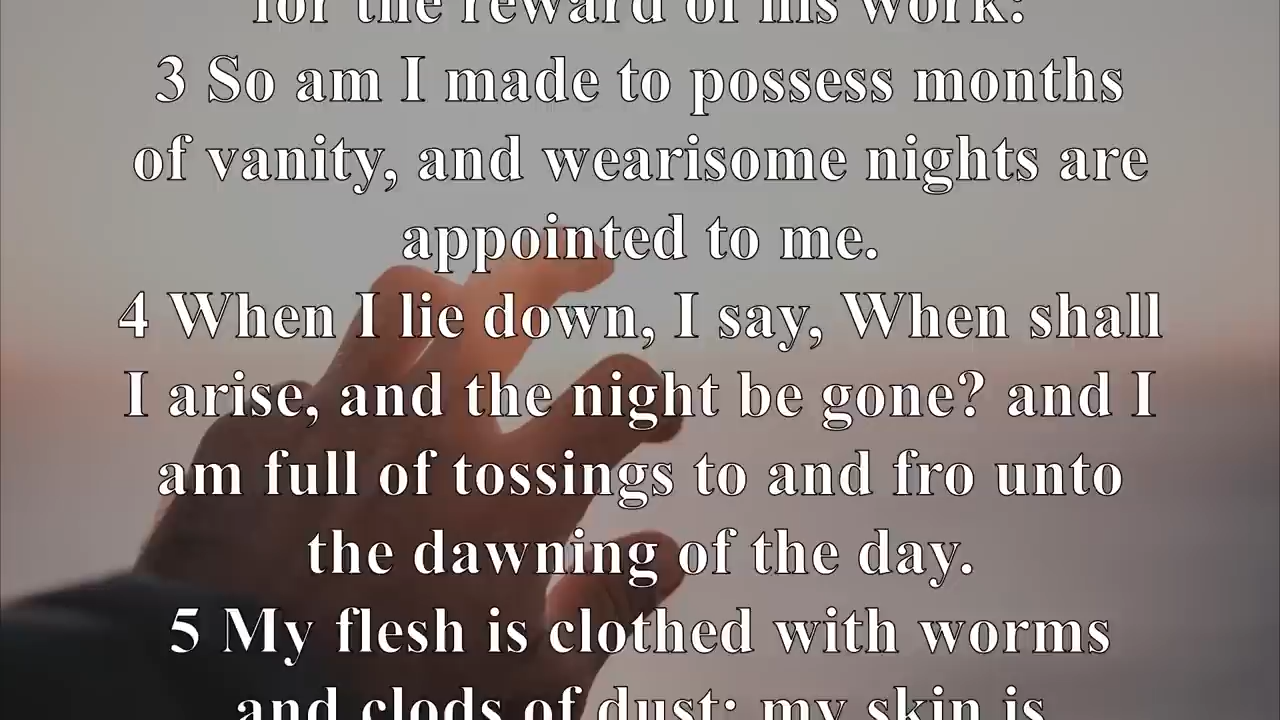 for the reward of his work:
3 So am I made to possess months
of vanity, and wearisome nights are
appointed to me.
4 When I lie down, I say, When shall
I arise, and the night be gone? and I
am full of tossings to and fro unto
the dawning of the day.
5 My flesh is clothed with worms
and clods of dust; my skin is